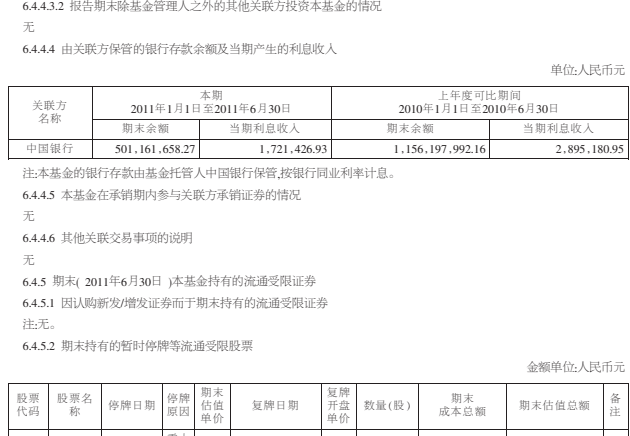 6.4.4.3.2 报告期末除基金管理人之外的其他关联方投资本基金的情况
无
6.4.4.4 由关联方保管的银行存款余额及当期产生的利息收入
单位:人民币元
关联方名称 本期 2011年1月1日至2011年6月30日 上年度可比期间 2010年1月1日至2010年6月30日
期末余额 当期利息收入 期末余额 当期利息收入
中国银行 501,161,658.27 1,721,426.93 1,156,197,992.16 2,895,180.95
注:本基金的银行存款由基金托管人中国银行保管,按银行同业利率计息。
6.4.4.5 本基金在承销期内参与关联方承销证券的情况
无
6.4.4.6 其他关联交易事项的说明
无
6.4.5 期末( 2011年6月30日 )本基金持有的流通受限证券
6.4.5.1 因认购新发/增发证券而于期末持有的流通受限证券
注:无。
6.4.5.2 期末持有的暂时停牌等流通受限股票
金额单位:人民币元
股票代码 股票名称 停牌日期 停牌原因 期末估值单价 复牌日期 复牌开盘单价 数量(股) 期末成本总额 期末估值总额 备注